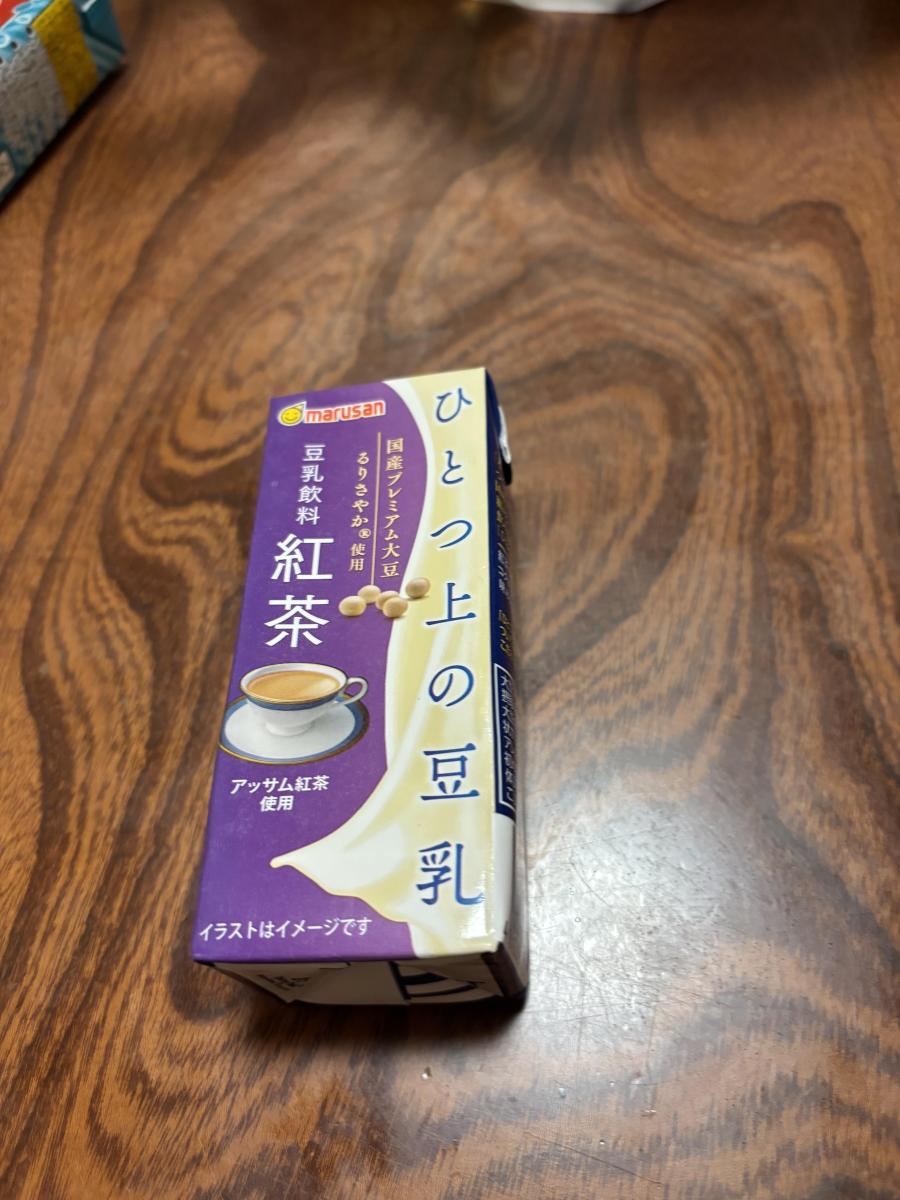 marusan
ひとつ上の豆乳
国産プレミアム大豆
るりさやか®使用
豆乳飲料
紅茶
アッサム紅茶
使用
イラストはイメージです